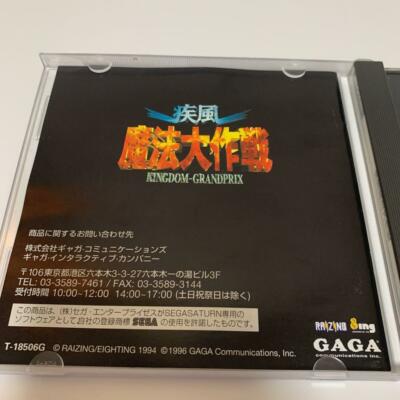 疾風
魔法大作戦
KINGDOM-GRANDPRIX
商品に関するお問い合わせ先
株式会社ギャガ・コミュニケーションズ
ギャガ・インタラクティブ・カンパニー
〒106東京都港区六本木3-3-27六本木一の湯ビル3F
TEL: 03-3589-7461 / FAX: 03-3589-3144
受付時間 10:00~12:00 14:00~17:00 (土日祝祭日は除く)
この商品は、(株)セガ・エンタープライゼスがSEGASATURN専用の
ソフトウェアとして、自社の登録商標 SEGA の使用を許諾したものです。
RAIZING 8ing
GAGA
communications Inc.
T-18506G © RAIZING/EIGHTING 1994 ©1996 GAGA Communications, Inc.